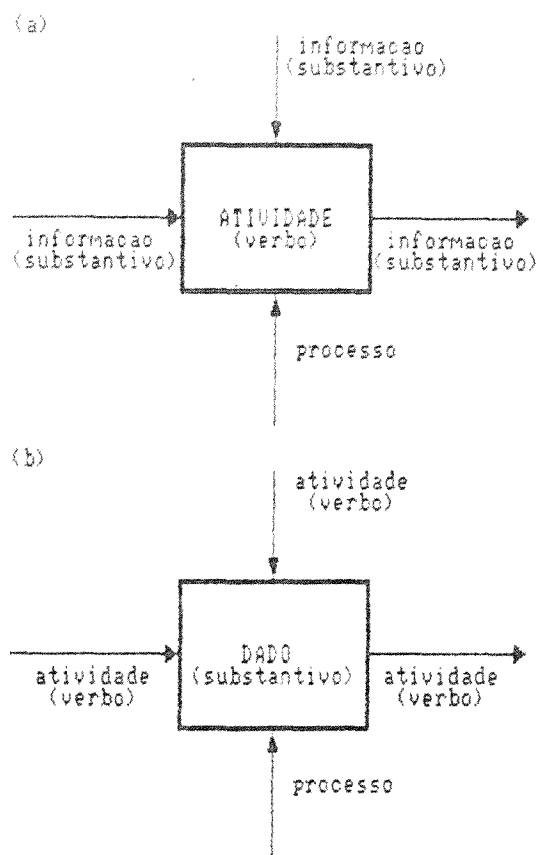 (a)
informacao
(substantivo)
ATIVIDADE
(verbo)
informacao
(substantivo)
informacao
(substantivo)
processo
(b)
atividade
(verbo)
DADO
(substantivo)
atividade
(verbo)
atividade
(verbo)
processo